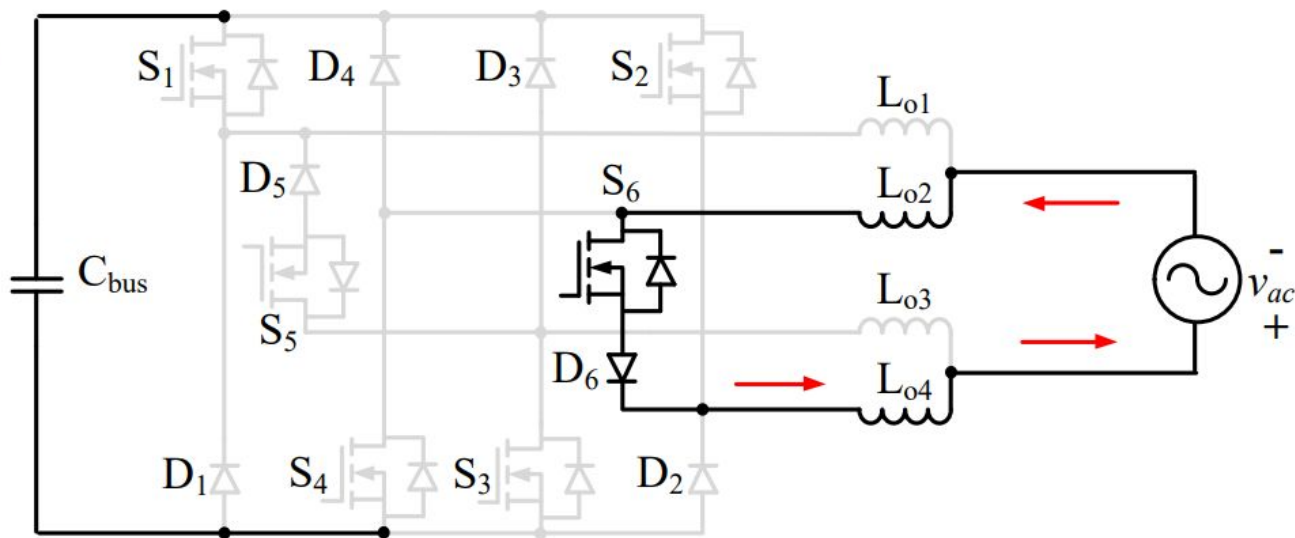 S1
D4
D3
S2
Lo1
D5
S6
Lo2
Cbus
-
vac
+
S5
Lo3
D6
Lo4
D1
S4
S3
D2